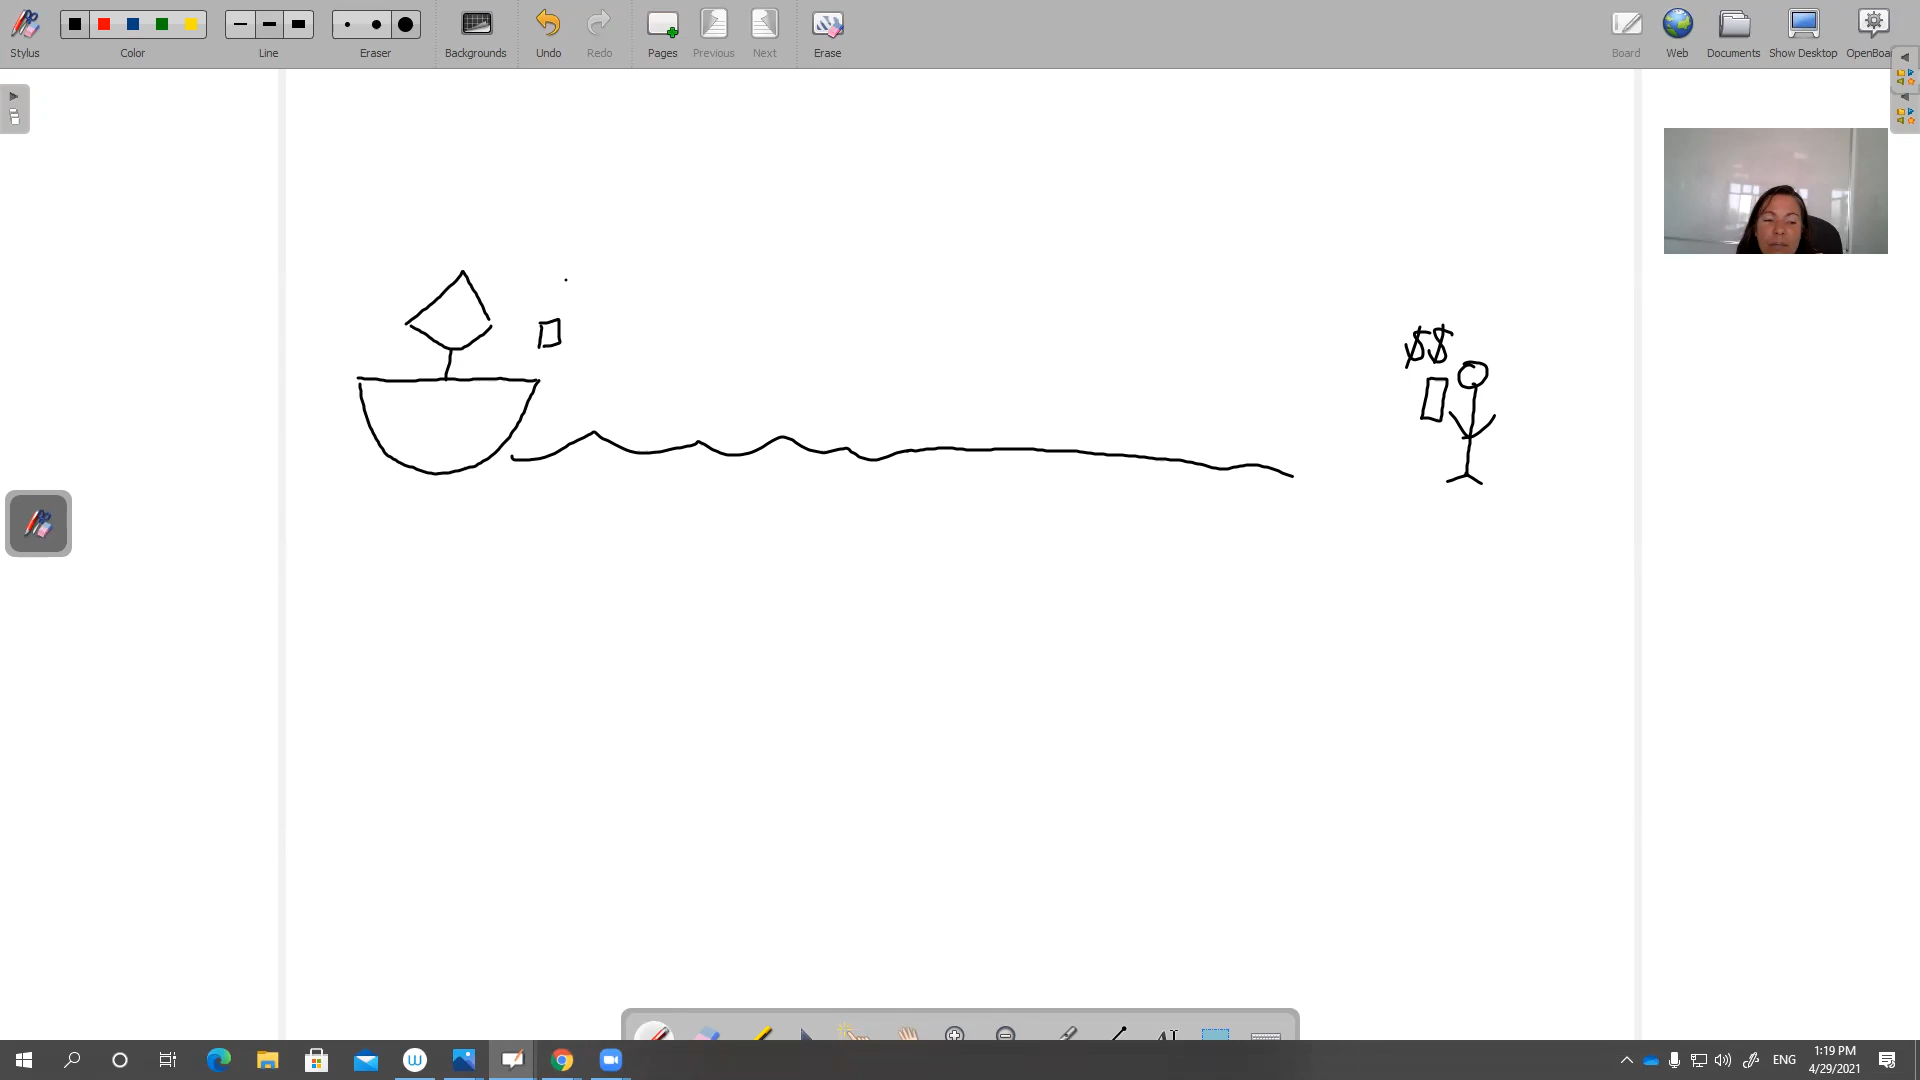 Stylus
Color
Line
Eraser
Backgrounds
Undo
Redo
Pages
Previous
Next
Erase
Board
Web
Documents
Show Desktop
OpenBoa
$$
ENG
1:19 PM
4/29/2021